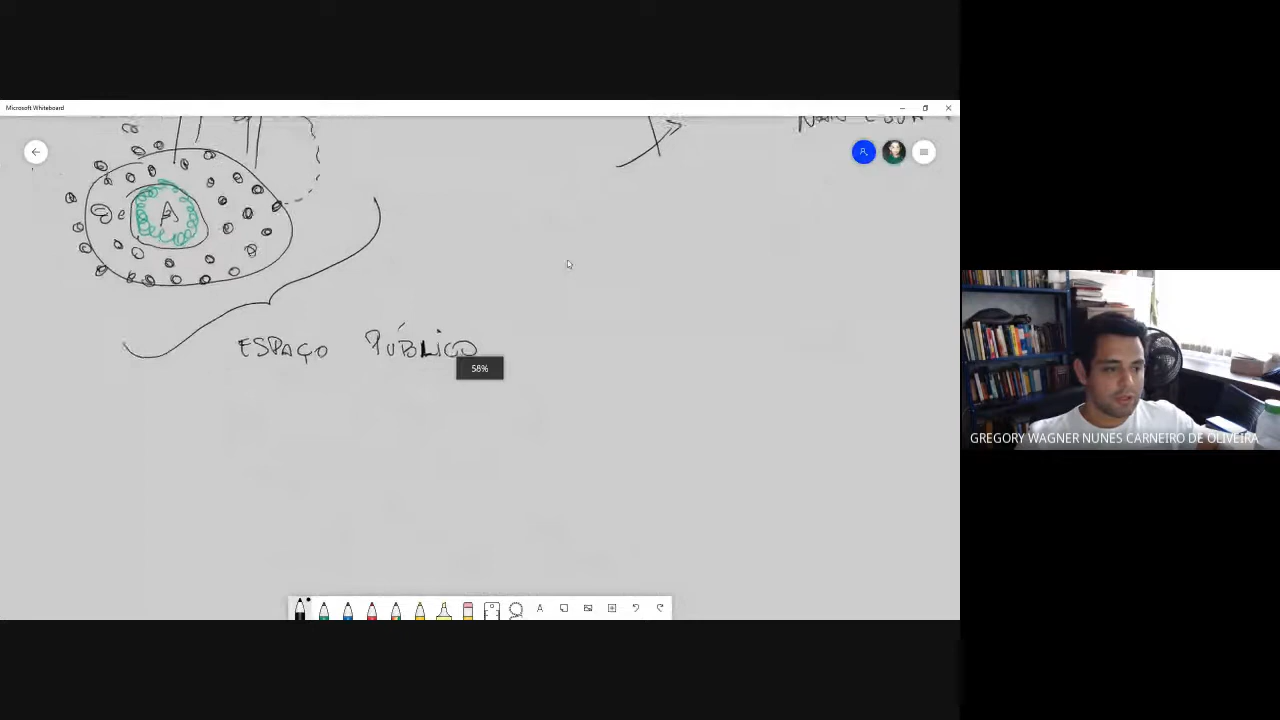 Microsoft Whiteboard
A
e
ESPAÇO PÚBLICO
58%
GREGORY WAGNER NUNES CARNEIRO DE OLIVEIRA
A